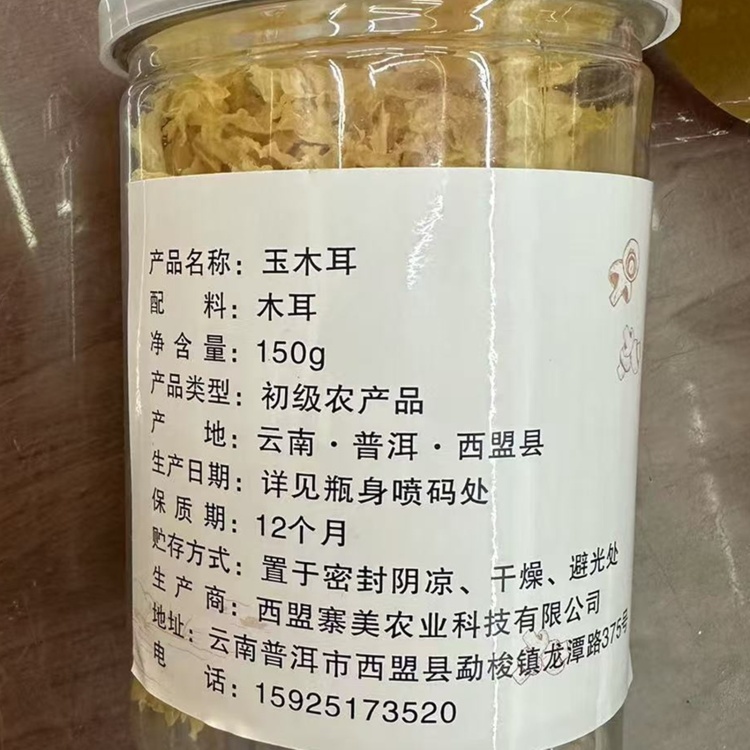 产品名称：玉木耳
配 料：木耳
净含量：150g
产品类型：初级农产品
产 地：云南·普洱·西盟县
生产日期：详见瓶身喷码处
保质期：12个月
贮存方式：置于密封阴凉、干燥、避光处
生产商：西盟寨美农业科技有限公司
地址：云南普洱市西盟县勐梭镇龙潭路375号
电 话：15925173520